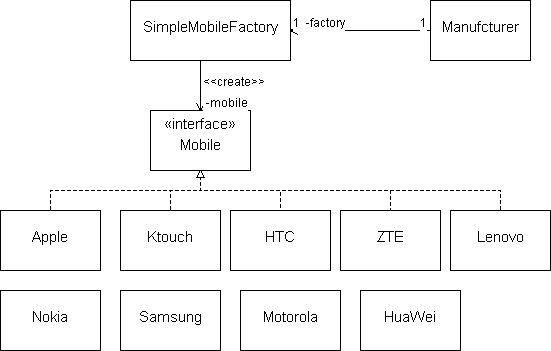 SimpleMobileFactory
1 -factory
1
Manufcturer
<<create>>
-mobile
«interface»
Mobile
Apple
Ktouch
HTC
ZTE
Lenovo
Nokia
Samsung
Motorola
HuaWei